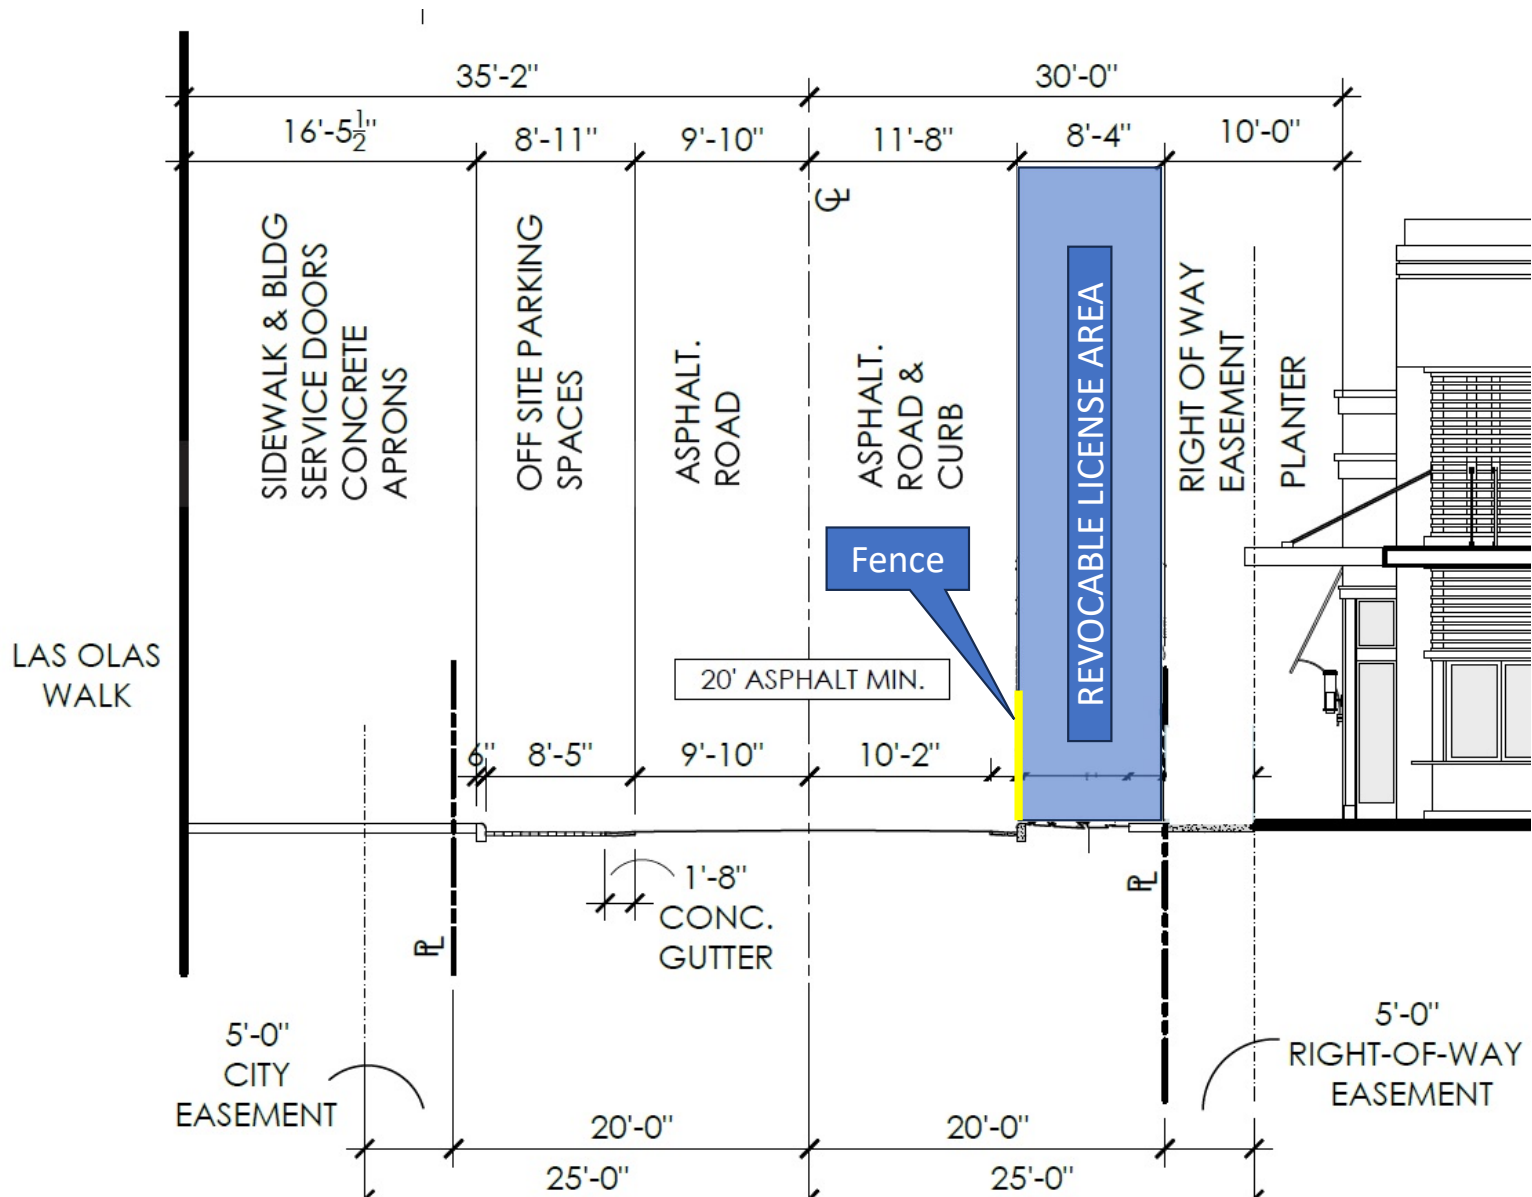 35'-2"
30'-0"
16'-5½"
8'-11"
9'-10"
11'-8"
8'-4"
10'-0"
℄
SIDEWALK & BLDG
SERVICE DOORS
CONCRETE
APRONS
OFF SITE PARKING
SPACES
ASPHALT.
ROAD
ASPHALT.
ROAD &
CURB
REVOCABLE LICENSE AREA
RIGHT OF WAY
EASEMENT
PLANTER
Fence
LAS OLAS
WALK
20' ASPHALT MIN.
6"
8'-5"
9'-10"
10'-2"
1'-8"
CONC.
GUTTER
PL
PL
5'-0"
CITY
EASEMENT
5'-0"
RIGHT-OF-WAY
EASEMENT
20'-0"
20'-0"
25'-0"
25'-0"